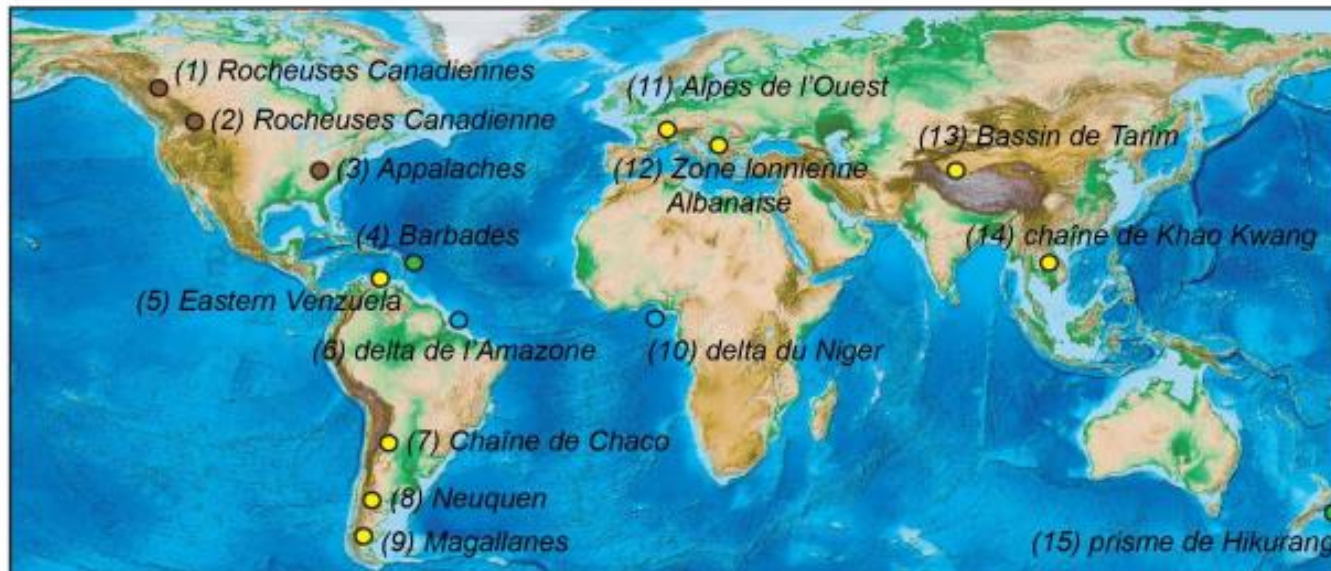 (1) Rocheuses Canadiennes
(2) Rocheuses Canadienne
(3) Appalaches
(4) Barbades
(5) Eastern Venzuela
(6) delta de l'Amazone
(7) Chaîne de Chaco
(8) Neuquen
(9) Magallanes
(10) delta du Niger
(11) Alpes de l'Ouest
(12) Zone Ionnienne
Albanaise
(13) Bassin de Tarim
(14) chaîne de Khao Kwang
(15) prisme de Hikurang